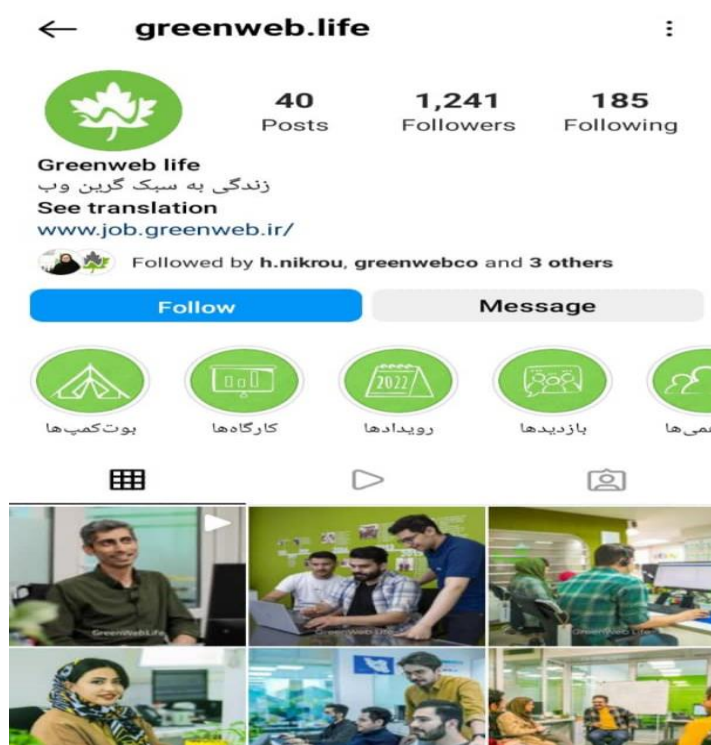 greenweb.life
40
1,241
185
Posts
Followers
Following
Greenweb life
زندگی به سبک گرین وب
See translation
www.job.greenweb.ir/
Followed by h.nikrou, greenwebco and 3 others
Follow
Message
2022
بوت‌کمپ‌ها
کارگاه‌ها
رویدادها
بازدیدها
GreenWeb Life
GreenWeb Life
GreenWeb Life